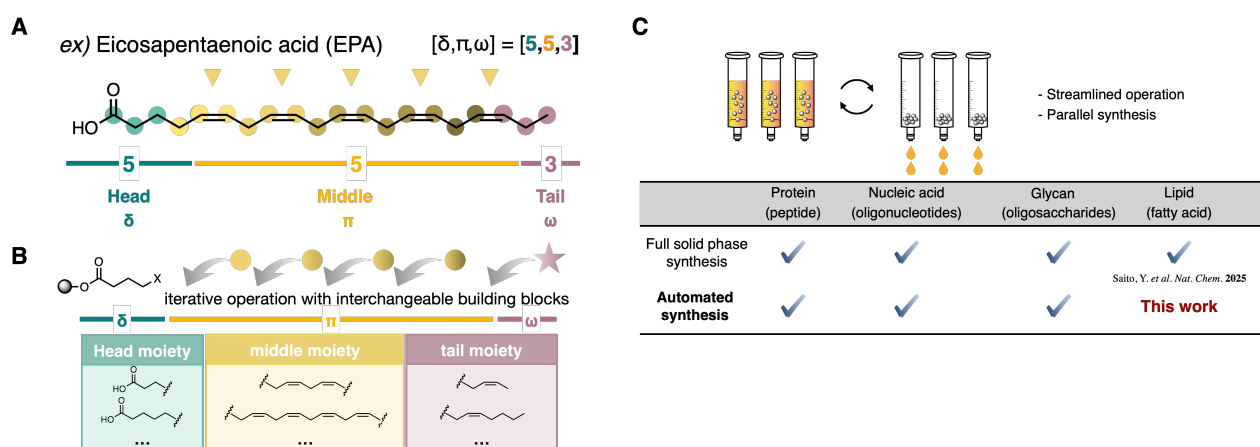 A
ex) Eicosapentaenoic acid (EPA)
[δ,π,ω] = [5,5,3]
O
HO
5
5
3
Head
Middle
Tail
δ
π
ω
B
O
O
X
iterative operation with interchangeable building blocks
δ
π
ω
Head moiety
middle moiety
tail moiety
O
HO
O
HO
...
...
...
C
- Streamlined operation
- Parallel synthesis
Protein
(peptide)
Nucleic acid
(oligonucleotides)
Glycan
(oligosaccharides)
Lipid
(fatty acid)
Full solid phase
synthesis
Saito, Y. et al. Nat. Chem. 2025
Automated
synthesis
This work